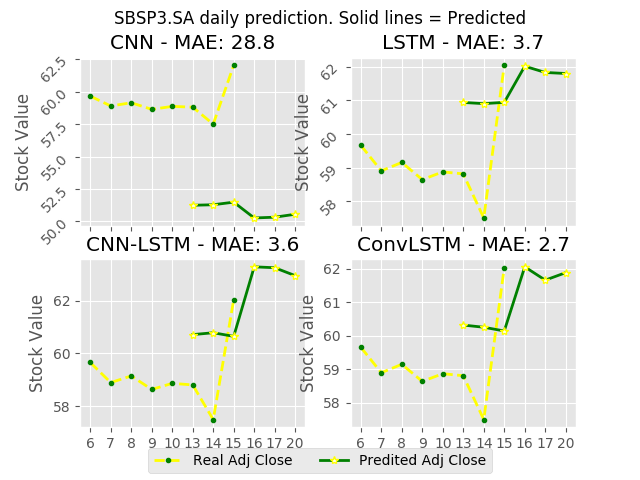 SBSP3.SA daily prediction. Solid lines = Predicted
CNN - MAE: 28.8
LSTM - MAE: 3.7
Stock Value
62.5
60.0
57.5
55.0
52.5
50.0
Stock Value
62
61
60
59
58
CNN-LSTM - MAE: 3.6
ConvLSTM - MAE: 2.7
Stock Value
62
60
58
6 7 8 9 10 13 14 15 16 17 20
Stock Value
62
61
60
59
58
6 7 8 9 10 13 14 15 16 17 20
Real Adj Close
Predited Adj Close